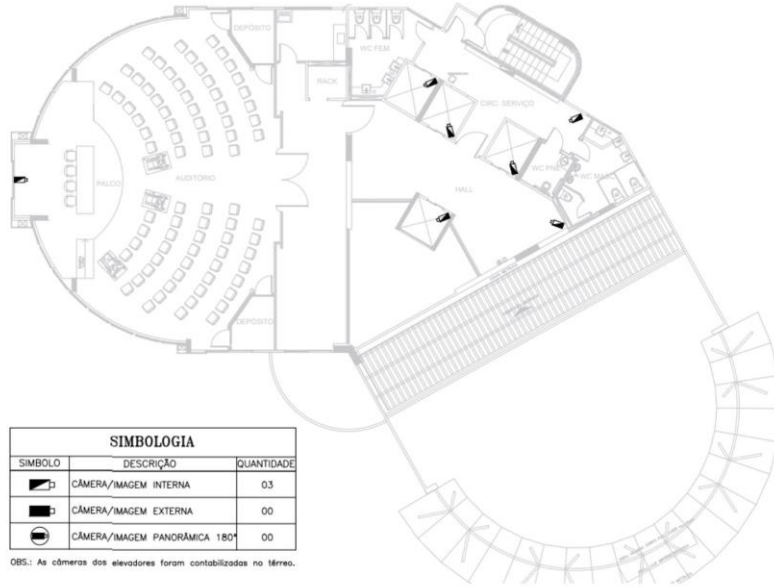 DEPÓSITO
WC FEM.
RACK
CIRC. SERVIÇO
PALCO
AUDITÓRIO
HALL
WC PNE
WC MASC
DEPÓSITO
SIMBOLOGIA
SIMBOLO DESCRIÇÃO QUANTIDADE
CÂMERA/IMAGEM INTERNA 03
CÂMERA/IMAGEM EXTERNA 00
CÂMERA/IMAGEM PANORÂMICA 180° 00
OBS.: As câmeras dos elevadores foram contabilizadas no térreo.